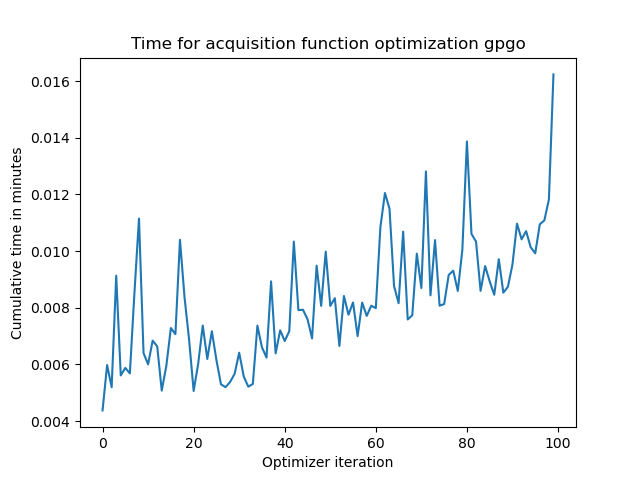 Time for acquisition function optimization gpgo
Cumulative time in minutes
0.016
0.014
0.012
0.010
0.008
0.006
0.004
0 20 40 60 80 100
Optimizer iteration